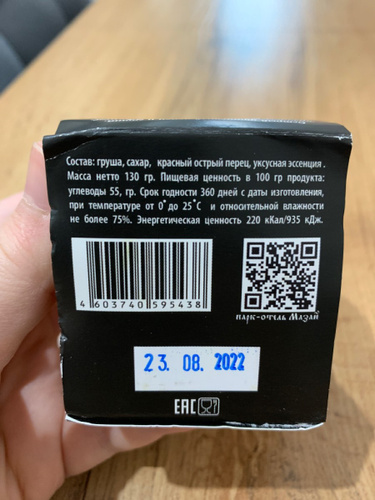 Состав: груша, сахар, красный острый перец, уксусная эссенция .
Масса нетто 130 гр. Пищевая ценность в 100 гр продукта:
углеводы 55, гр. Срок годности 360 дней с даты изготовления,
при температуре от 0° до 25°С и относительной влажности
не более 75%. Энергетическая ценность 220 кКал/935 кДж.
4 603740 595438
парк-отель Мазай
23. 08. 2022
EAC